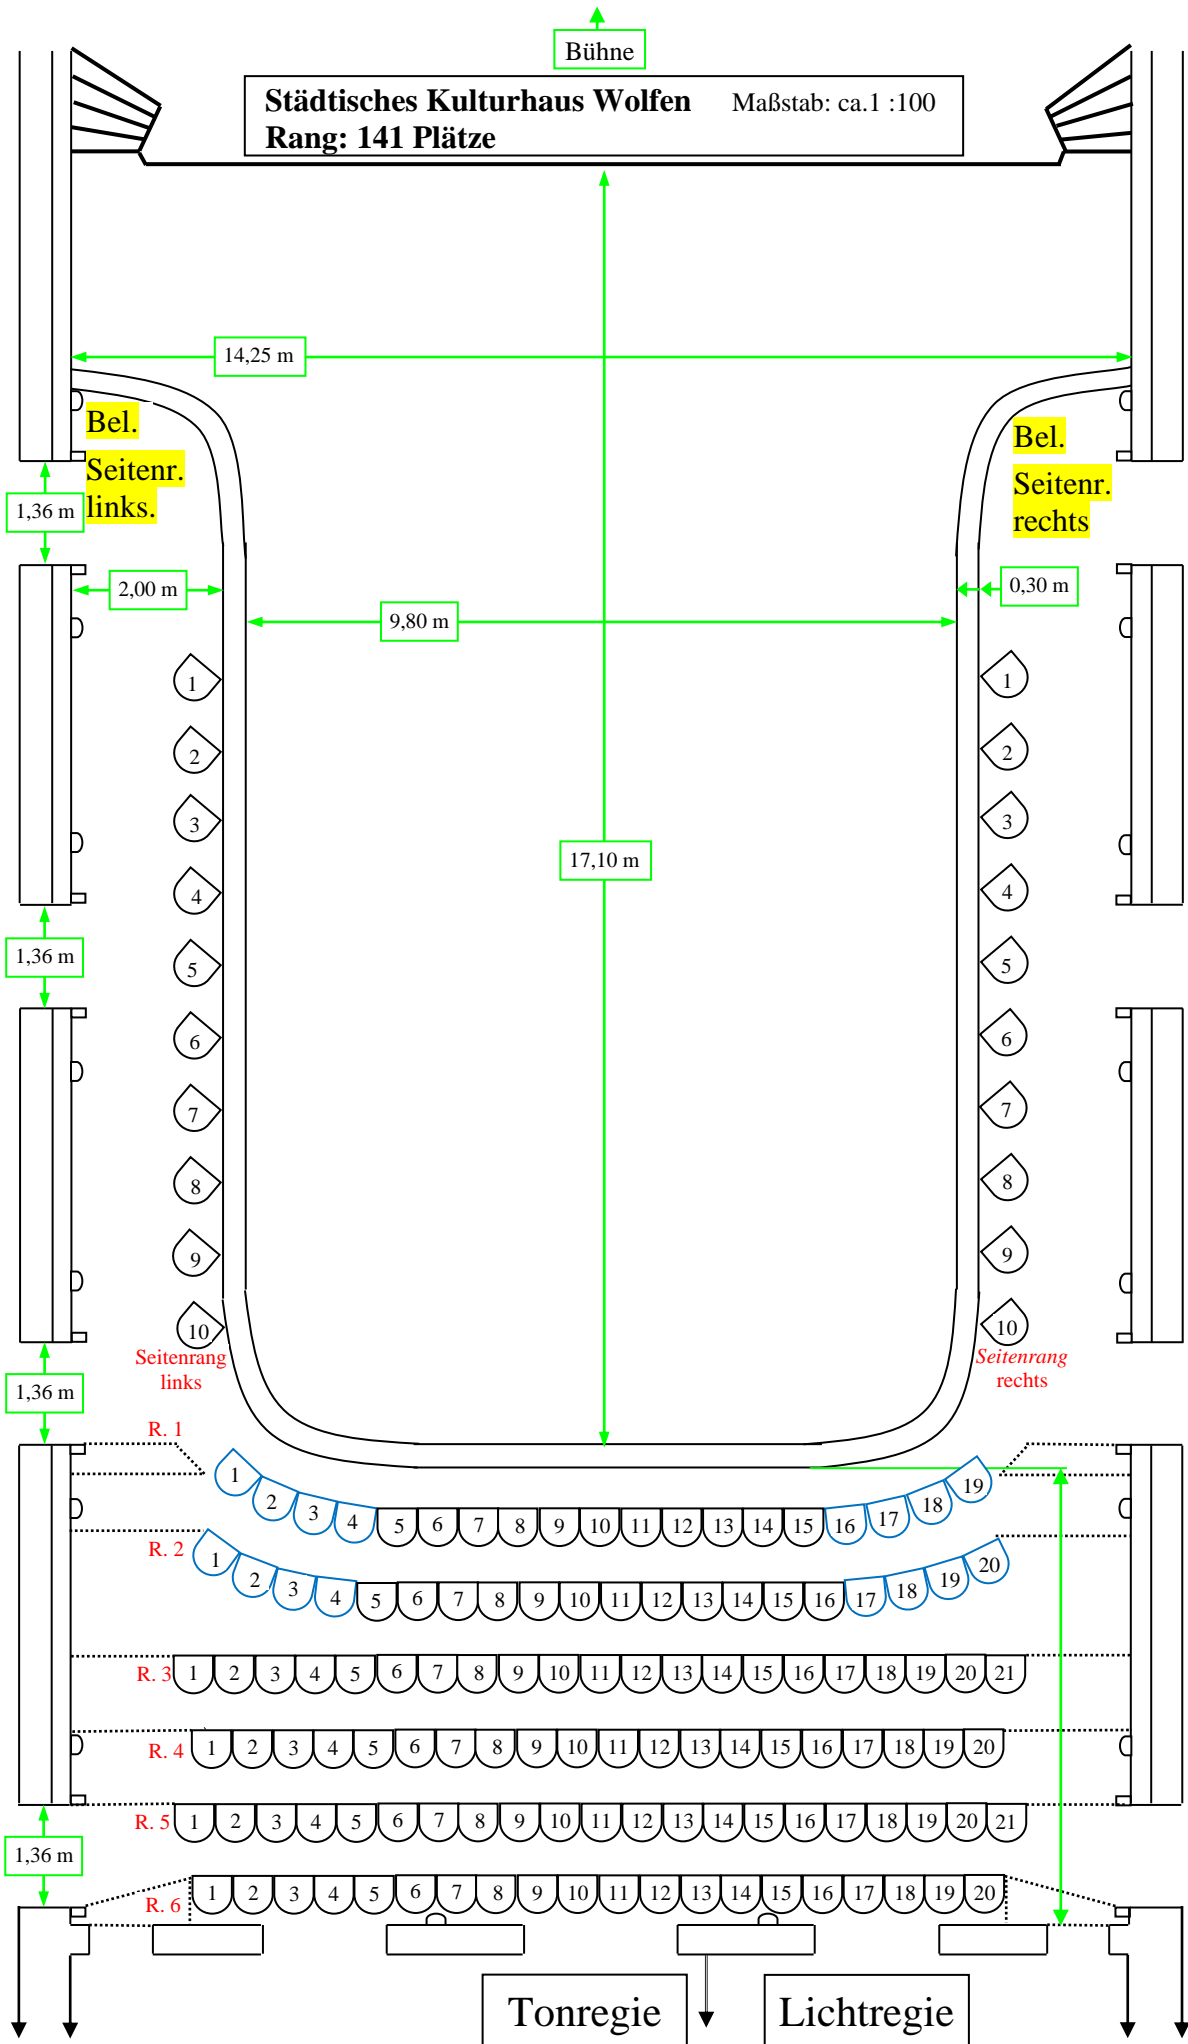 Bühne
Städtisches Kulturhaus Wolfen Maßstab: ca.1 :100
Rang: 141 Plätze
14,25 m
Bel.
Seitenr.
links.
Bel.
Seitenr.
rechts
1,36 m
2,00 m
0,30 m
9,80 m
1 1
2 2
3 3
17,10 m
4 4
1,36 m
5 5
6 6
7 7
8 8
9 9
10 10
Seitenrang
links
Seitenrang
rechts
1,36 m
R. 1
1 2 3 4 5 6 7 8 9 10 11 12 13 14 15 16 17 18 19
R. 2
1 2 3 4 5 6 7 8 9 10 11 12 13 14 15 16 17 18 19 20
R. 3 1 2 3 4 5 6 7 8 9 10 11 12 13 14 15 16 17 18 19 20 21
R. 4 1 2 3 4 5 6 7 8 9 10 11 12 13 14 15 16 17 18 19 20
R. 5 1 2 3 4 5 6 7 8 9 10 11 12 13 14 15 16 17 18 19 20 21
1,36 m
R. 6 1 2 3 4 5 6 7 8 9 10 11 12 13 14 15 16 17 18 19 20
Tonregie Lichtregie